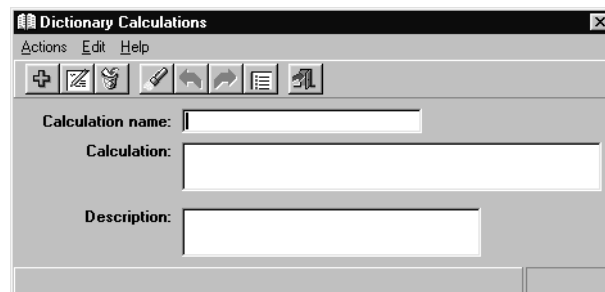 Dictionary Calculations
Actions Edit Help
Calculation name:
Calculation:
Description: